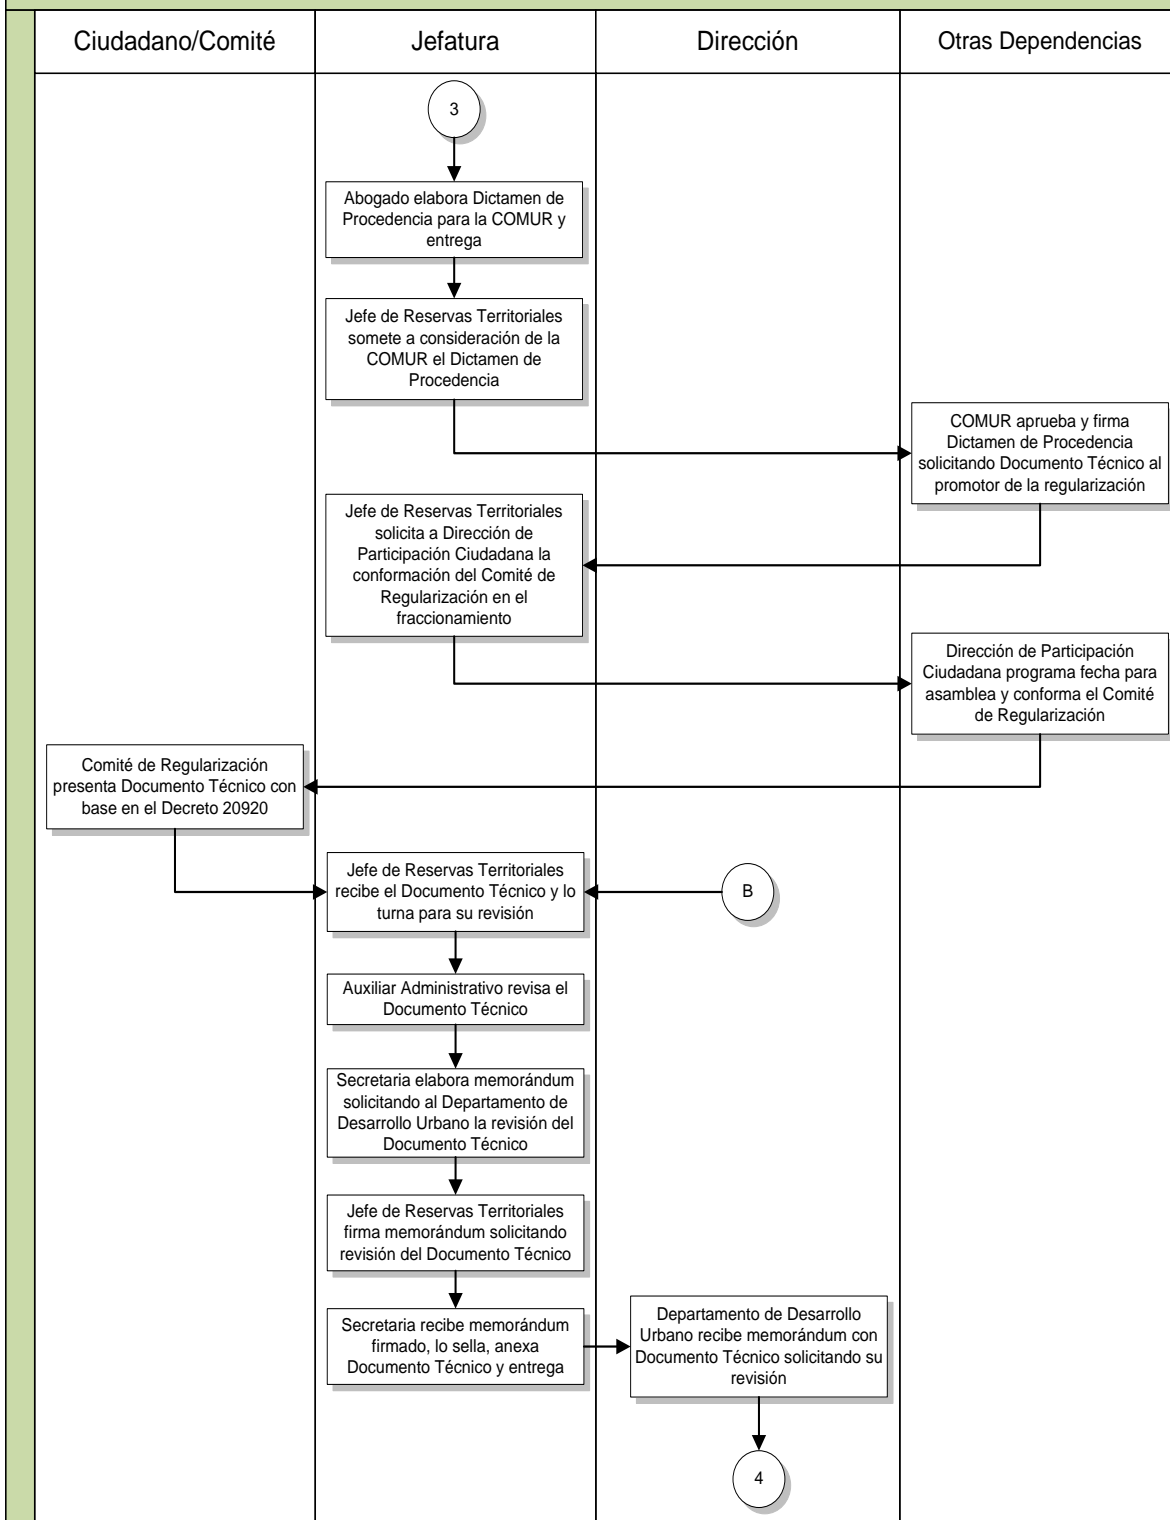 Ciudadano/Comité
Jefatura
Dirección
Otras Dependencias
3
Abogado elabora Dictamen de
Procedencia para la COMUR y
entrega
Jefe de Reservas Territoriales
somete a consideración de la
COMUR el Dictamen de
Procedencia
COMUR aprueba y firma
Dictamen de Procedencia
solicitando Documento Técnico al
promotor de la regularización
Jefe de Reservas Territoriales
solicita a Dirección de
Participación Ciudadana la
conformación del Comité de
Regularización en el
fraccionamiento
Dirección de Participación
Ciudadana programa fecha para
asamblea y conforma el Comité
de Regularización
Comité de Regularización
presenta Documento Técnico con
base en el Decreto 20920
Jefe de Reservas Territoriales
recibe el Documento Técnico y lo
turna para su revisión
B
Auxiliar Administrativo revisa el
Documento Técnico
Secretaria elabora memorándum
solicitando al Departamento de
Desarrollo Urbano la revisión del
Documento Técnico
Jefe de Reservas Territoriales
firma memorándum solicitando
revisión del Documento Técnico
Secretaria recibe memorándum
firmado, lo sella, anexa
Documento Técnico y entrega
Departamento de Desarrollo
Urbano recibe memorándum con
Documento Técnico solicitando su
revisión
4